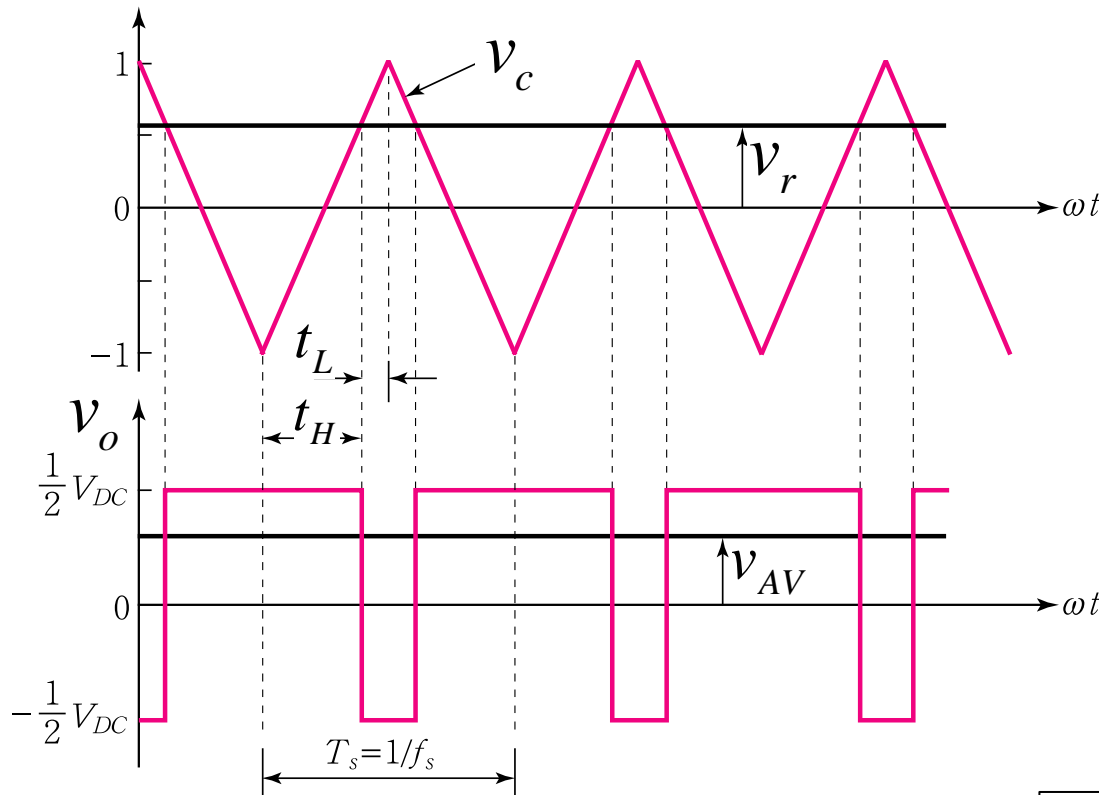 1
v_c
v_r
0
ωt
−1
t_L
v_o
t_H
1/2 V_DC
v_AV
0
ωt
−1/2 V_DC
T_s=1/f_s